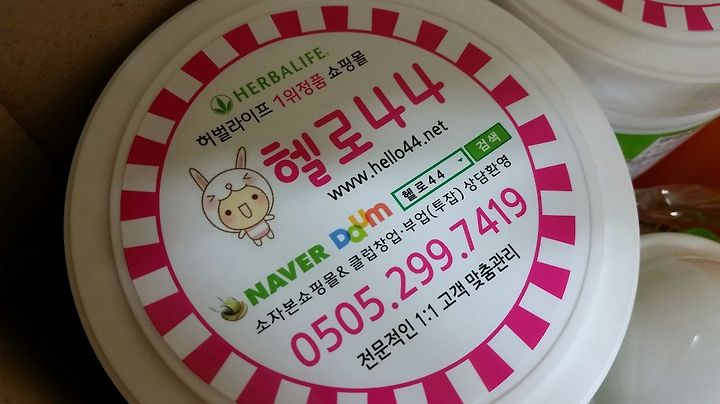 HERBALIFE.
허벌라이프 1위정품 쇼핑몰
헬로44
www.hello44.net
NAVER Daum 헬로44 검색
소자본쇼핑몰& 클럽창업·부업(투잡) 상담환영
0505.299.7419
전문적인 1:1 고객 맞춤관리